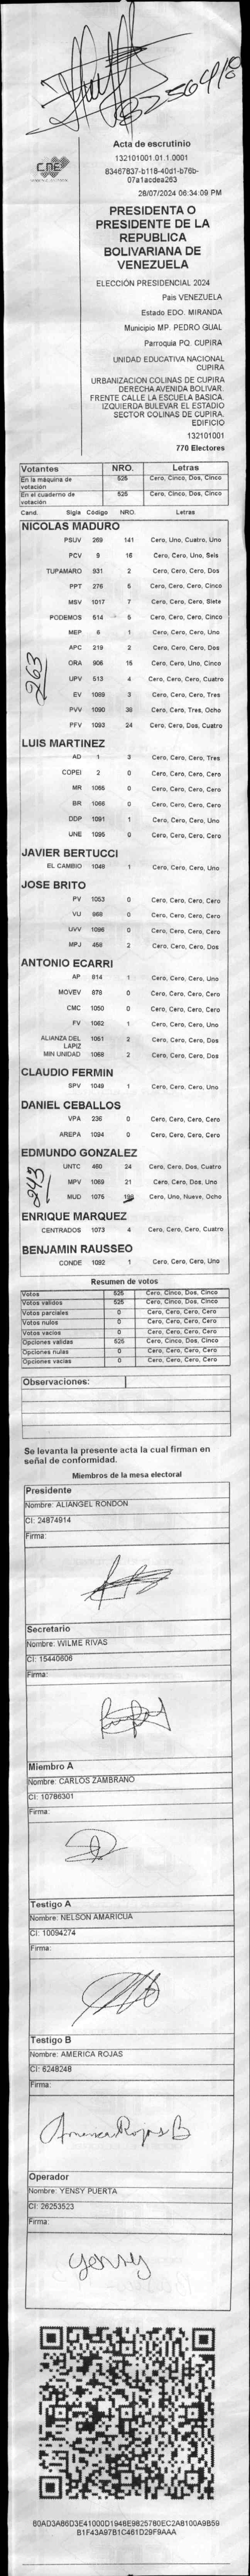 Acta de escrutinio
132101001.01.1.0001
83467837-b118-40d1-b76b-
07a1acdea263
28/07/2024 06:34:09 PM
CNE
PRESIDENTA O
PRESIDENTE DE LA
REPUBLICA
BOLIVARIANA DE
VENEZUELA
ELECCIÓN PRESIDENCIAL 2024
Pais VENEZUELA
Estado EDO. MIRANDA
Municipio MP. PEDRO GUAL
Parroquia PQ. CUPIRA
UNIDAD EDUCATIVA NACIONAL
CUPIRA
URBANIZACION COLINAS DE CUPIRA
DERECHA AVENIDA BOLIVAR.
FRENTE CALLE LA ESCUELA BASICA.
IZQUIERDA BULEVAR EL ESTADIO
SECTOR COLINAS DE CUPIRA.
EDIFICIO
132101001
770 Electores
Votantes NRO. Letras
En la máquina de votación 525 Cero, Cinco, Dos, Cinco
En el cuaderno de votación 525 Cero, Cinco, Dos, Cinco
Cand. Sigla Código NRO. Letras
NICOLAS MADURO
PSUV 269 141 Cero, Uno, Cuatro, Uno
PCV 9 16 Cero, Cero, Uno, Seis
TUPAMARO 931 2 Cero, Cero, Cero, Dos
PPT 276 5 Cero, Cero, Cero, Cinco
MSV 1017 7 Cero, Cero, Cero, Siete
PODEMOS 514 5 Cero, Cero, Cero, Cinco
MEP 6 1 Cero, Cero, Cero, Uno
APC 219 2 Cero, Cero, Cero, Dos
ORA 906 15 Cero, Cero, Uno, Cinco
UPV 513 4 Cero, Cero, Cero, Cuatro
EV 1089 3 Cero, Cero, Cero, Tres
PVV 1090 38 Cero, Cero, Tres, Ocho
PFV 1093 24 Cero, Cero, Dos, Cuatro
263
LUIS MARTINEZ
AD 1 3 Cero, Cero, Cero, Tres
COPEI 2 0 Cero, Cero, Cero, Cero
MR 1065 0 Cero, Cero, Cero, Cero
BR 1066 0 Cero, Cero, Cero, Cero
DDP 1091 1 Cero, Cero, Cero, Uno
UNE 1095 0 Cero, Cero, Cero, Cero
JAVIER BERTUCCI
EL CAMBIO 1048 1 Cero, Cero, Cero, Uno
JOSE BRITO
PV 1053 0 Cero, Cero, Cero, Cero
VU 968 0 Cero, Cero, Cero, Cero
UVV 1096 0 Cero, Cero, Cero, Cero
MPJ 458 2 Cero, Cero, Cero, Dos
ANTONIO ECARRI
AP 814 1 Cero, Cero, Cero, Uno
MOVEV 878 0 Cero, Cero, Cero, Cero
CMC 1050 0 Cero, Cero, Cero, Cero
FV 1062 1 Cero, Cero, Cero, Uno
ALIANZA DEL LAPIZ 1051 2 Cero, Cero, Cero, Dos
MIN UNIDAD 1068 2 Cero, Cero, Cero, Dos
CLAUDIO FERMIN
SPV 1049 1 Cero, Cero, Cero, Uno
DANIEL CEBALLOS
VPA 236 0 Cero, Cero, Cero, Cero
AREPA 1094 0 Cero, Cero, Cero, Cero
EDMUNDO GONZALEZ
UNTC 460 24 Cero, Cero, Dos, Cuatro
MPV 1069 21 Cero, Cero, Dos, Uno
MUD 1075 198 Cero, Uno, Nueve, Ocho
243
ENRIQUE MARQUEZ
CENTRADOS 1073 4 Cero, Cero, Cero, Cuatro
BENJAMIN RAUSSEO
CONDE 1092 1 Cero, Cero, Cero, Uno
Resumen de votos
Votos 525 Cero, Cinco, Dos, Cinco
Votos validos 525 Cero, Cinco, Dos, Cinco
Votos parciales 0 Cero, Cero, Cero, Cero
Votos nulos 0 Cero, Cero, Cero, Cero
Votos vacios 0 Cero, Cero, Cero, Cero
Opciones validas 525 Cero, Cinco, Dos, Cinco
Opciones nulas 0 Cero, Cero, Cero, Cero
Opciones vacias 0 Cero, Cero, Cero, Cero
Observaciones:
Se levanta la presente acta la cual firman en
señal de conformidad.
Miembros de la mesa electoral
Presidente
Nombre: ALIANGEL RONDON
CI: 24874914
Firma:
Secretario
Nombre: WILME RIVAS
CI: 15440606
Firma:
Miembro A
Nombre: CARLOS ZAMBRANO
CI: 10786301
Firma:
Testigo A
Nombre: NELSON AMARICUA
CI: 10094274
Firma:
Testigo B
Nombre: AMERICA ROJAS
CI: 6248248
Firma:
America Rojas B
Operador
Nombre: YENSY PUERTA
CI: 26253523
Firma:
yensy
80AD3A86D3E41000D1948E9825780EC2A8100A9B59
B1F43A97B1C461D29F9AAA